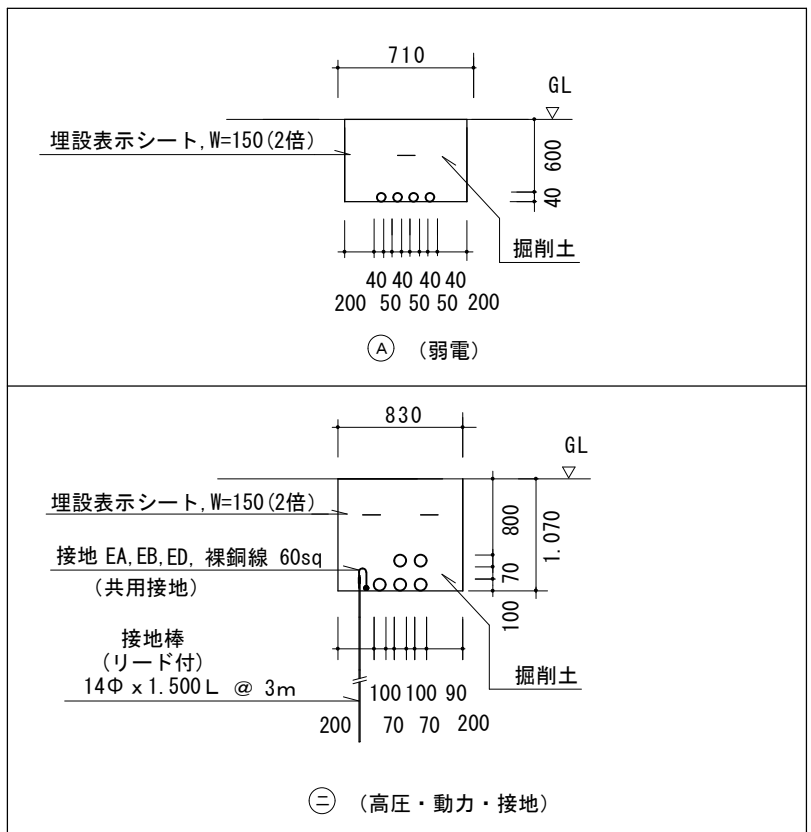 710
GL
埋設表示シート,W=150(2倍)
600
40
掘削土
40 40 40 40
200 50 50 50 200
A (弱電)
830
GL
埋設表示シート,W=150(2倍)
800
1.070
接地 EA,EB,ED, 裸銅線 60sq
(共用接地)
70
100
接地棒
(リード付)
14Φ x 1.500L @ 3m
掘削土
100 100 90
200 70 70 200
ニ (高圧・動力・接地)